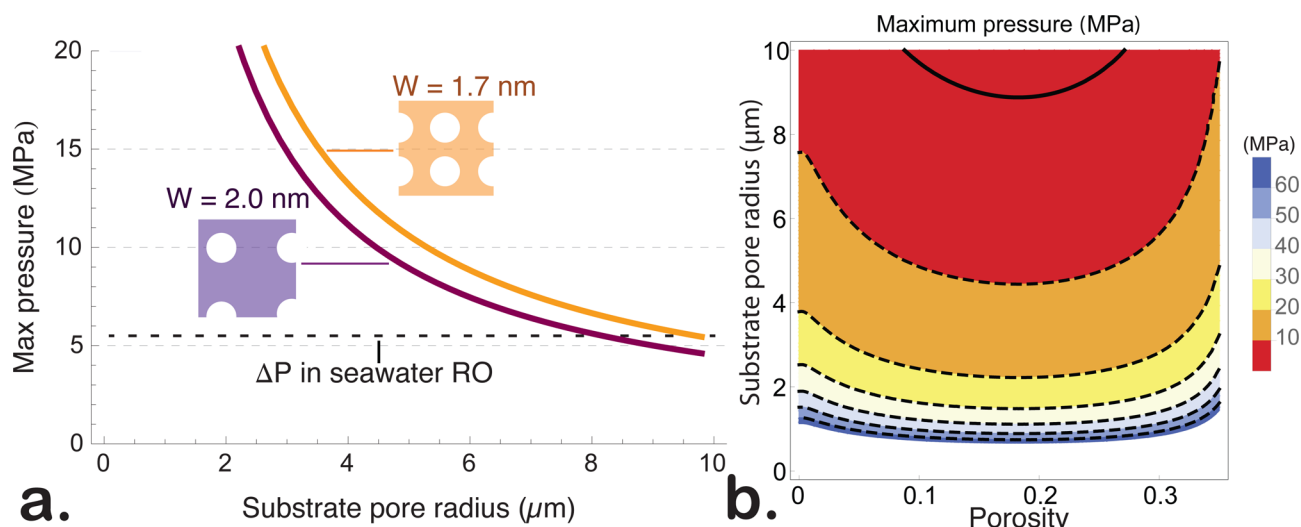 20
15
10
5
0
Max pressure (MPa)
W = 1.7 nm
W = 2.0 nm
ΔP in seawater RO
0 2 4 6 8 10
Substrate pore radius (μm)
a.
Maximum pressure (MPa)
10
8
6
4
2
0
Substrate pore radius (μm)
0 0.1 0.2 0.3
Porosity
(MPa)
60
50
40
30
20
10
b.